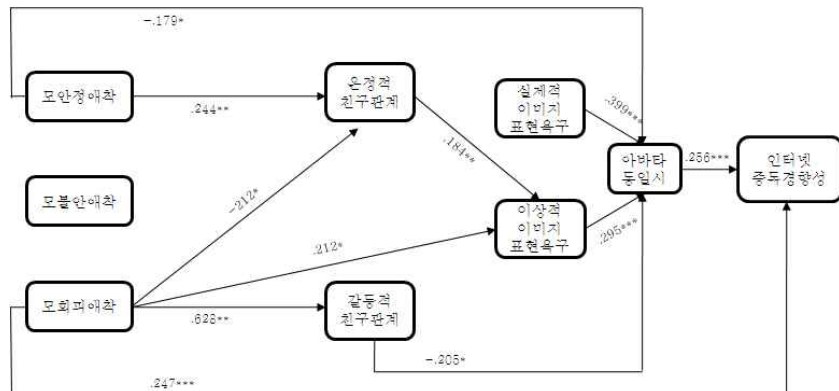 -.179*
모안정애착
.244**
온정적
친구관계
실제적
이미지
표현욕구
.399***
아바타
동일시
.256***
인터넷
중독경향성
.184**
모불안애착
-212*
이상적
이미지
표현욕구
.295***
.212*
모회피애착
.628**
갈등적
친구관계
-.205*
.247***